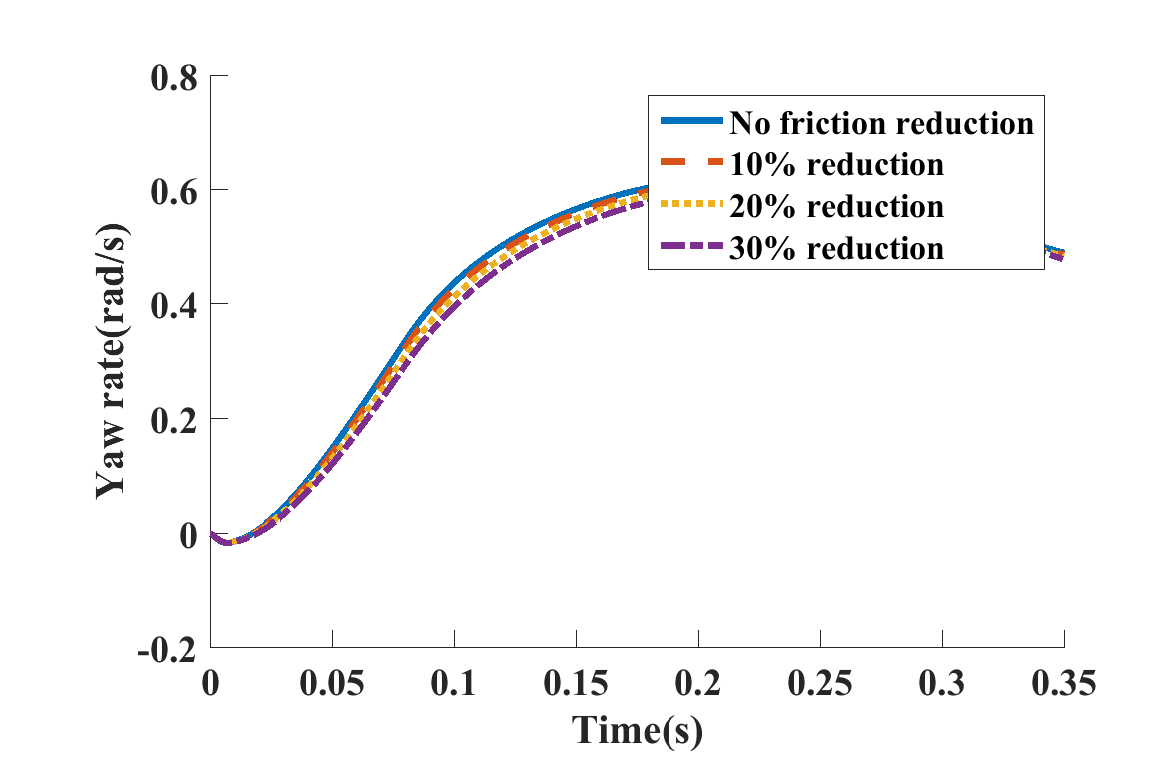 0.8
0.6
0.4
0.2
0
-0.2
Yaw rate(rad/s)
No friction reduction
10% reduction
20% reduction
30% reduction
0 0.05 0.1 0.15 0.2 0.25 0.3 0.35
Time(s)